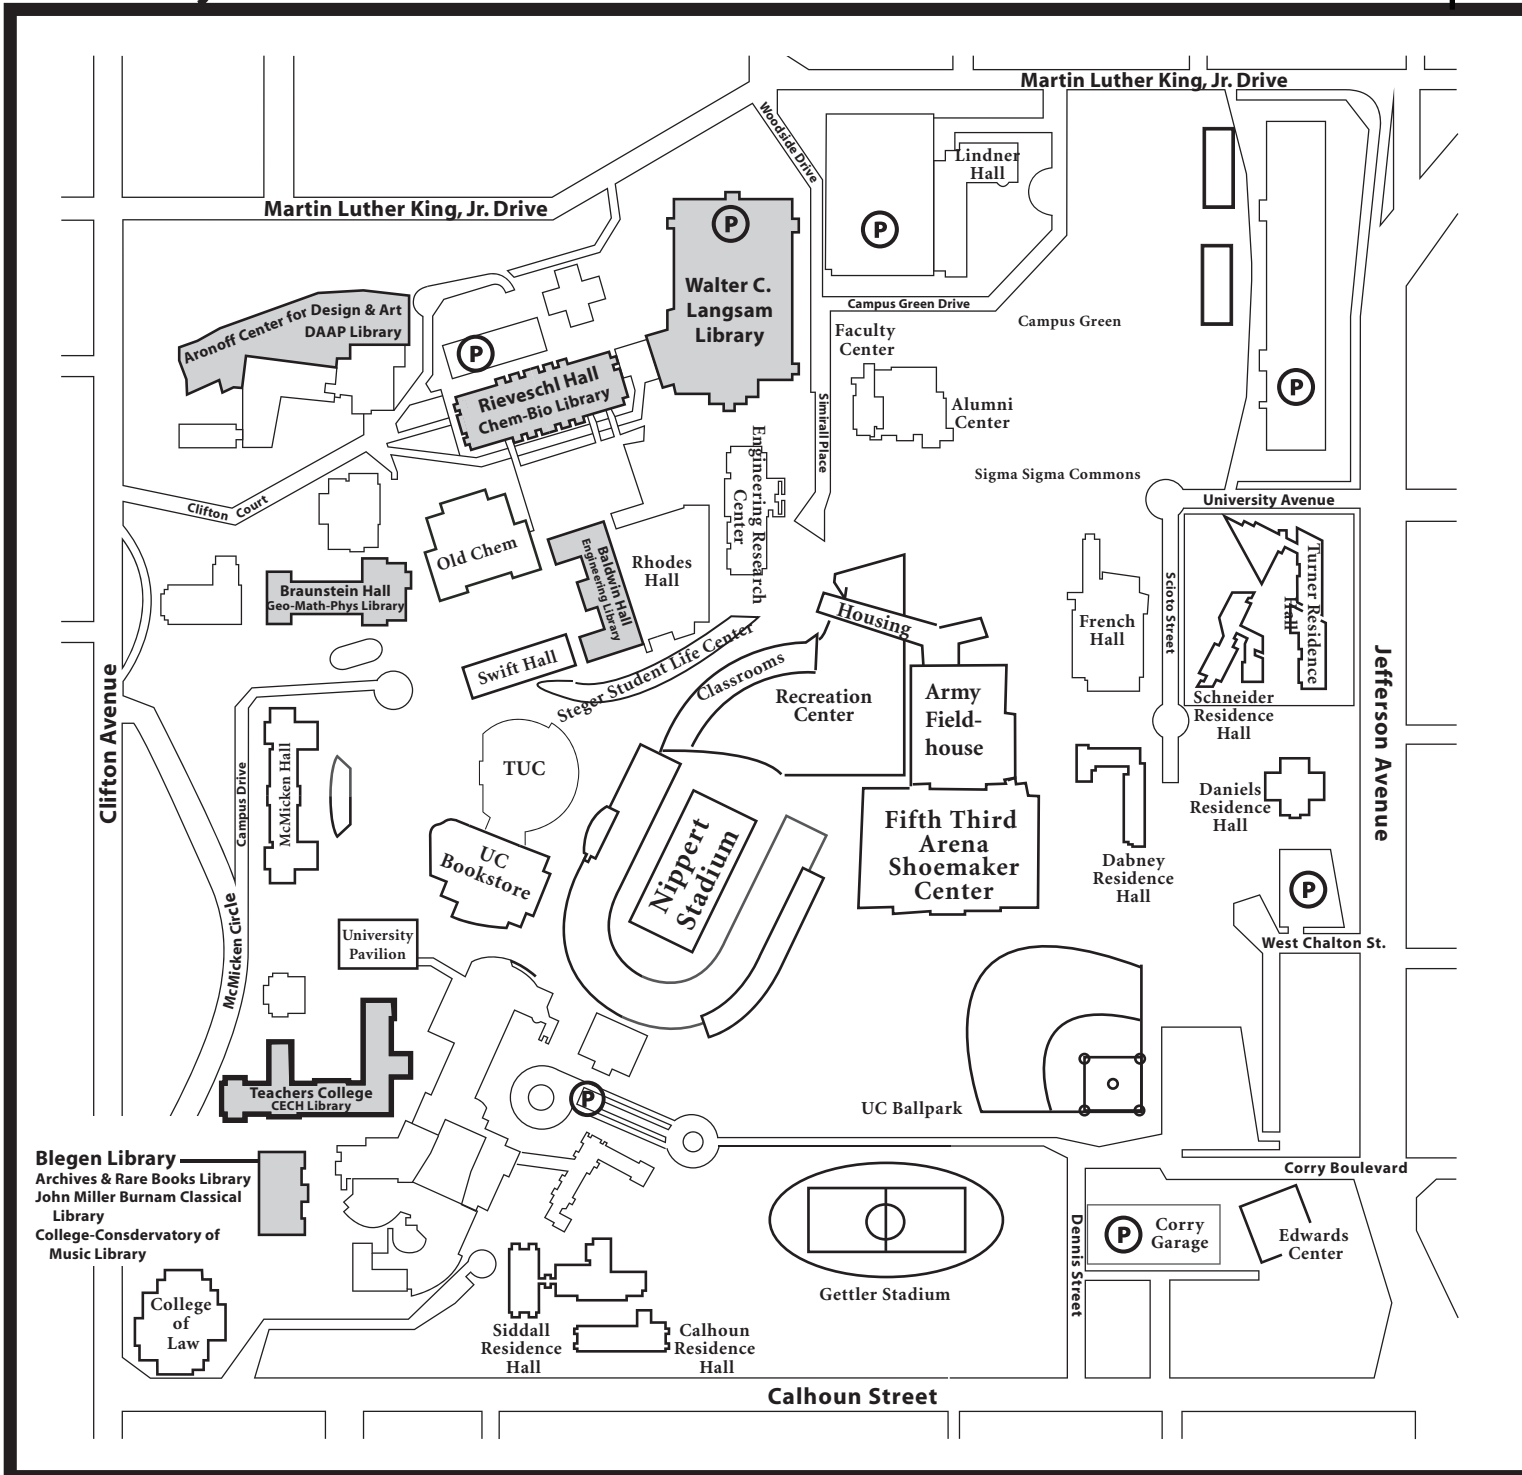 Martin Luther King, Jr. Drive
Woodside Drive
Lindner
Hall
Martin Luther King, Jr. Drive
P
P
Walter C.
Langsam
Library
Campus Green Drive
Campus Green
Faculty
Center
Aronoff Center for Design & Art
DAAP Library
P
Rieveschl Hall
Chem-Bio Library
P
Simirall Place
Alumni
Center
Engineering Research
Center
Sigma Sigma Commons
University Avenue
Clifton Court
Old Chem
Baldwin Hall
Engineering Library
Rhodes
Hall
Braunstein Hall
Geo-Math-Phys Library
Housing
French
Hall
Scioto Street
Turner Residence
Hall
Swift Hall
Steger Student Life Center
Classrooms
Recreation
Center
Army
Field-
house
Schneider
Residence
Hall
Clifton Avenue
Jefferson Avenue
Campus Drive
McMicken Hall
TUC
UC
Bookstore
Nippert
Stadium
Fifth Third
Arena
Shoemaker
Center
Daniels
Residence
Hall
Dabney
Residence
Hall
P
West Chalton St.
McMicken Circle
University
Pavilion
Teachers College
CECH Library
P
UC Ballpark
Blegen Library
Archives & Rare Books Library
John Miller Burnam Classical
Library
College-Consdervatory of
Music Library
Corry Boulevard
Dennis Street
P
Corry
Garage
Edwards
Center
Gettler Stadium
College
of
Law
Siddall
Residence
Hall
Calhoun
Residence
Hall
Calhoun Street